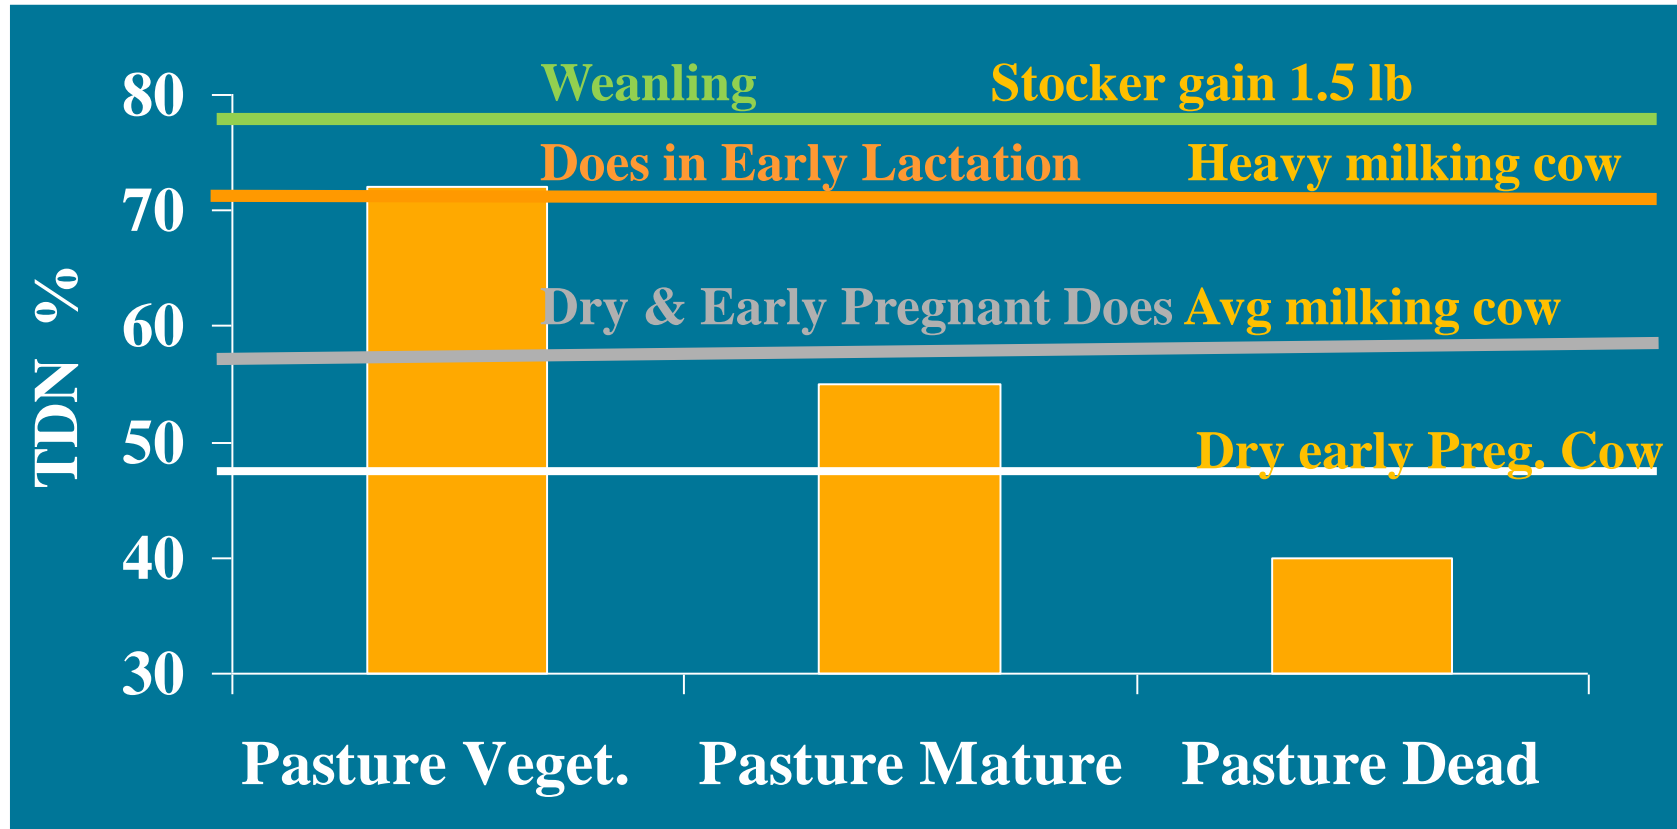 80
Weanling
Stocker gain 1.5 lb
Does in Early Lactation
Heavy milking cow
70
TDN %
Dry & Early Pregnant Does
Avg milking cow
60
50
Dry early Preg. Cow
40
30
Pasture Veget.
Pasture Mature
Pasture Dead